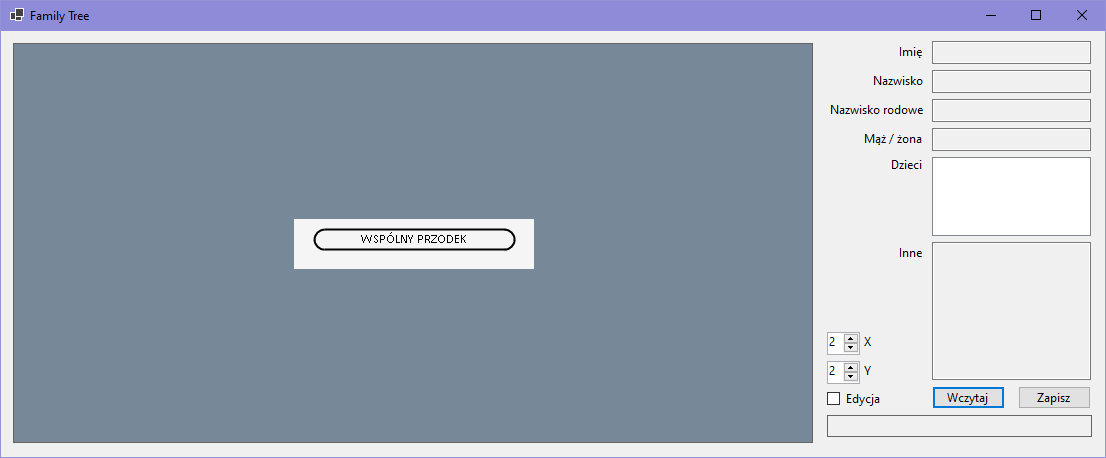 Family Tree
WSPÓLNY PRZODEK
Imię
Nazwisko
Nazwisko rodowe
Mąż / żona
Dzieci
Inne
2 X
2 Y
Edycja
Wczytaj
Zapisz